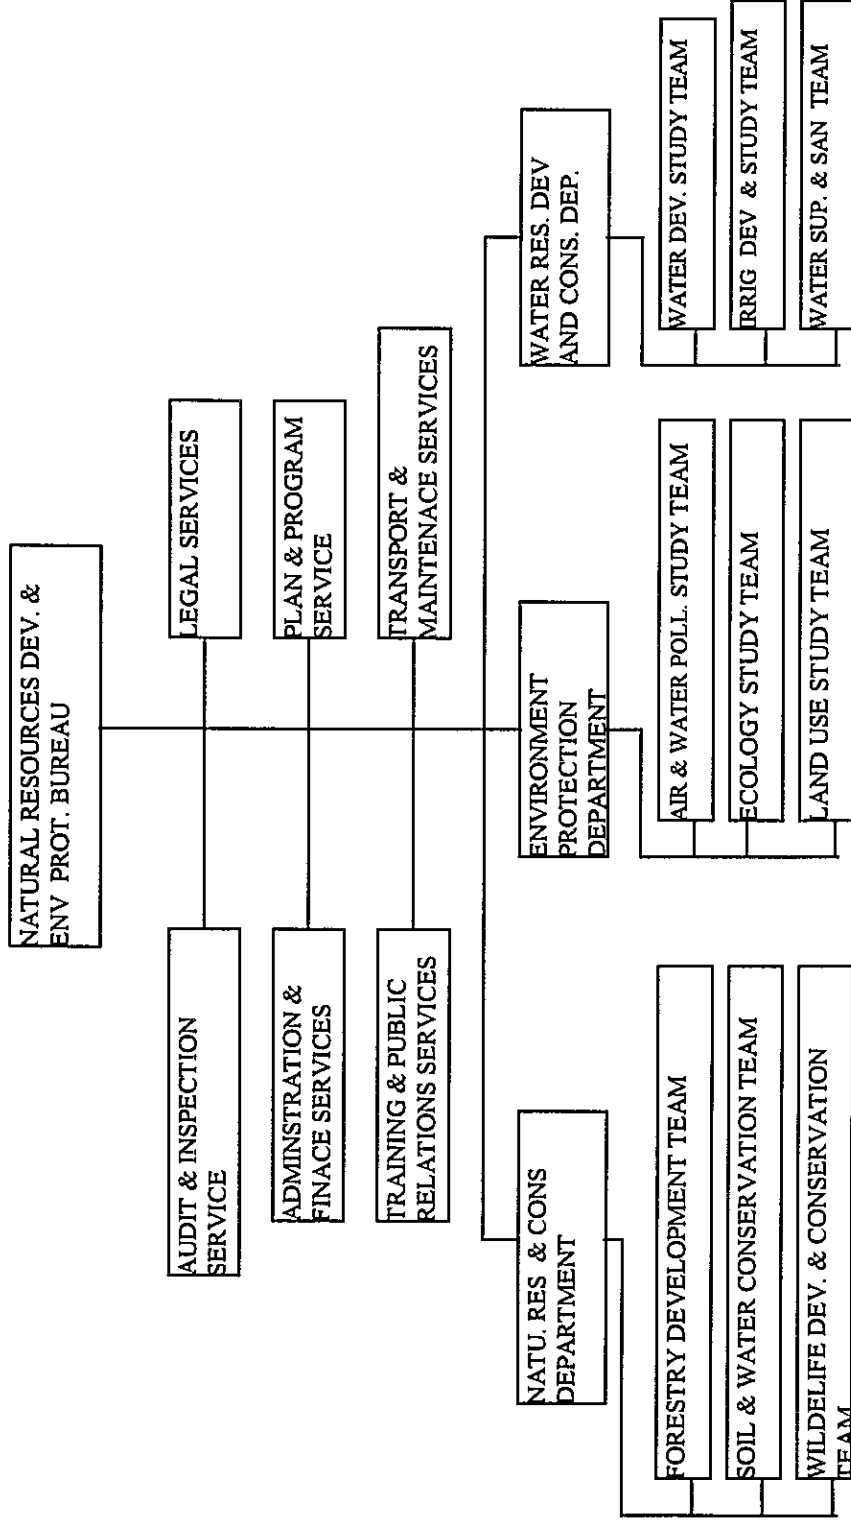 NATURAL RESOURCES DEV. &
ENV PROT. BUREAU
AUDIT & INSPECTION
SERVICE
LEGAL SERVICES
ADMINSTRATION &
FINACE SERVICES
PLAN & PROGRAM
SERVICE
TRAINING & PUBLIC
RELATIONS SERVICES
TRANSPORT &
MAINTENACE SERVICES
NATU. RES & CONS
DEPARTMENT
ENVIRONMENT
PROTECTION
DEPARTMENT
WATER RES. DEV
AND CONS. DEP.
FORESTRY DEVELOPMENT TEAM
SOIL & WATER CONSERVATION TEAM
WILDELIFE DEV. & CONSERVATION
TEAM
AIR & WATER POLL. STUDY TEAM
ECOLOGY STUDY TEAM
LAND USE STUDY TEAM
WATER DEV. STUDY TEAM
IRRIG DEV & STUDY TEAM
WATER SUP. & SAN TEAM